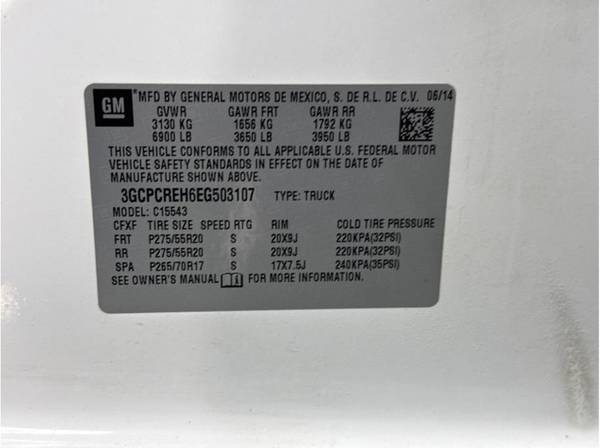 GM
*MFD BY GENERAL MOTORS DE MEXICO, S. DE R.L. DE C.V. 06/14
GVWR GAWR FRT GAWR RR
3130 KG 1656 KG 1792 KG
6900 LB 3650 LB 3950 LB
THIS VEHICLE CONFORMS TO ALL APPLICABLE U.S. FEDERAL MOTOR
VEHICLE SAFETY STANDARDS IN EFFECT ON THE DATE OF
MANUFACTURE SHOWN ABOVE.
3GCPCREH6EG503107 TYPE: TRUCK
MODEL: C15543
CFXF TIRE SIZE SPEED RTG RIM COLD TIRE PRESSURE
FRT P275/55R20 S 20X9J 220KPA(32PSI)
RR P275/55R20 S 20X9J 220KPA(32PSI)
SPA P265/70R17 S 17X7.5J 240KPA(35PSI)
SEE OWNER'S MANUAL FOR MORE INFORMATION